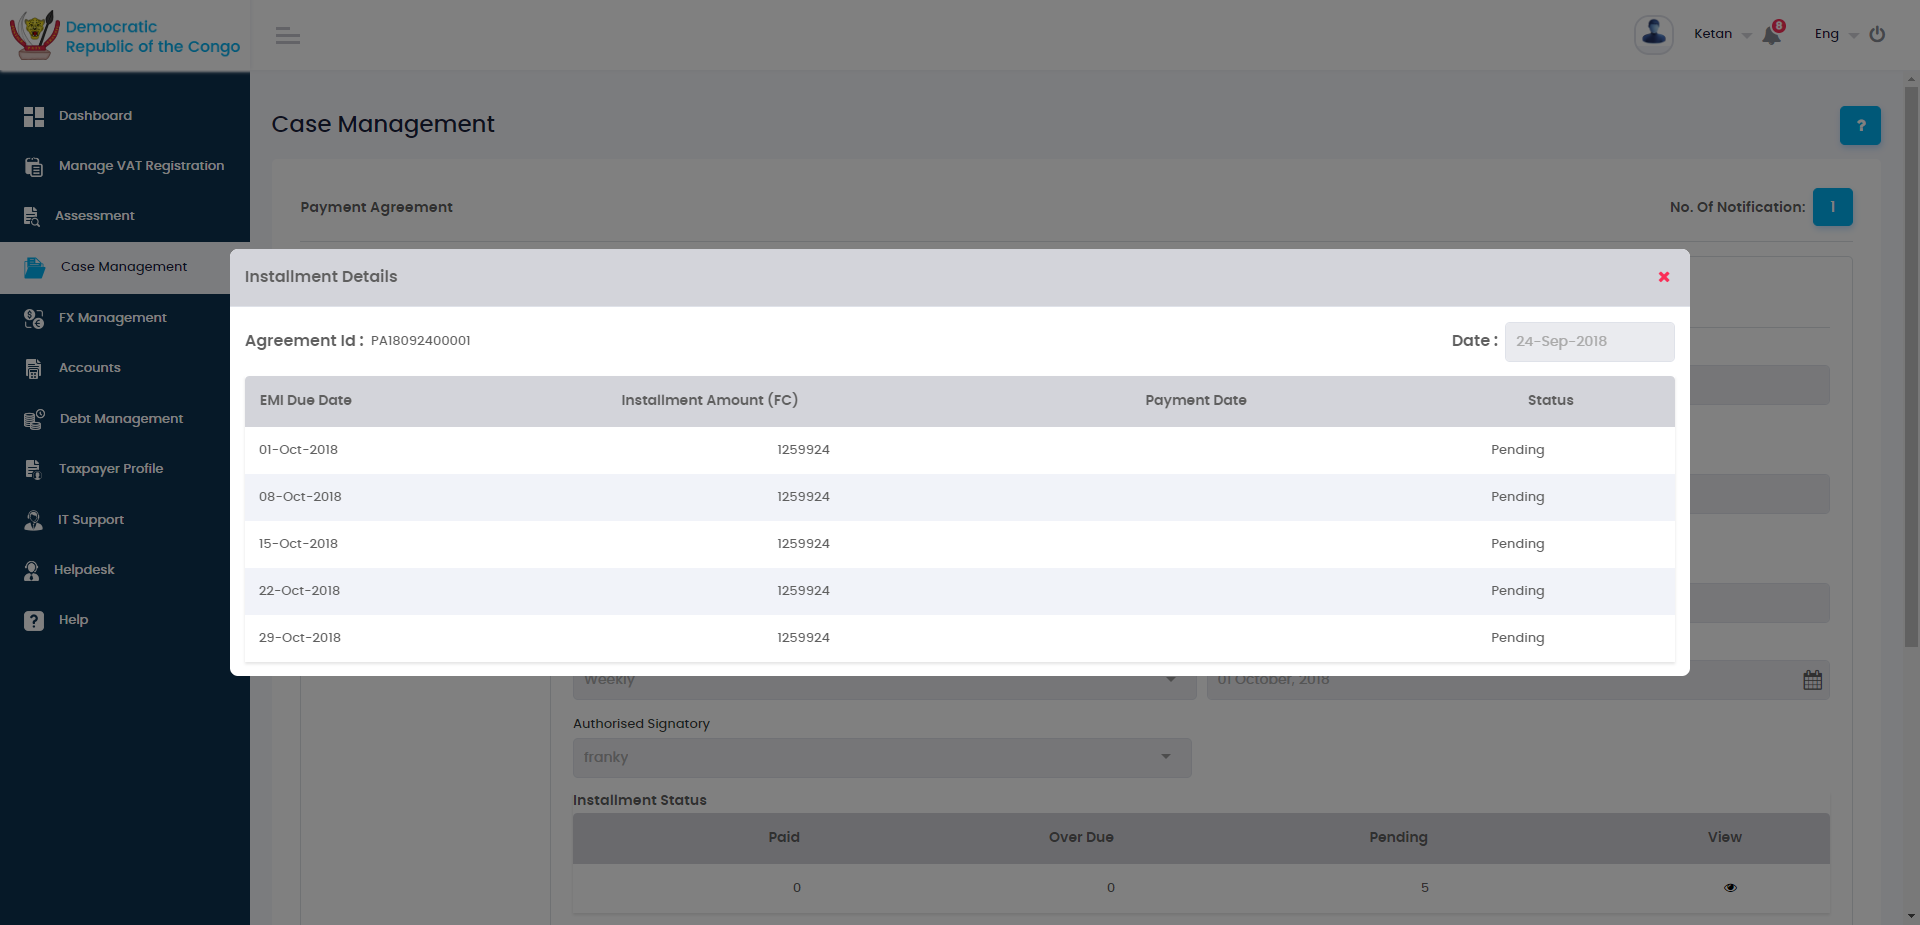 Democratic
Republic of the Congo
Ketan
8
Eng
Dashboard
Manage VAT Registration
Assessment
Case Management
FX Management
Accounts
Debt Management
Taxpayer Profile
IT Support
Helpdesk
Help
Case Management
?
Payment Agreement
No. Of Notification: 1
Installment Details
Agreement Id : PA18092400001
Date : 24-Sep-2018
EMI Due Date Installment Amount (FC) Payment Date Status
01-Oct-2018 1259924 Pending
08-Oct-2018 1259924 Pending
15-Oct-2018 1259924 Pending
22-Oct-2018 1259924 Pending
29-Oct-2018 1259924 Pending
Weekly 01 October, 2018
Authorised Signatory
franky
Installment Status
Paid Over Due Pending View
0 0 5